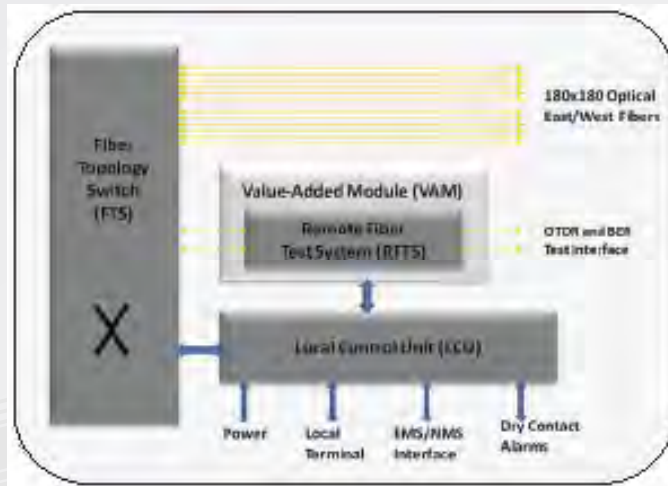 180x180 Optical
East/West Fibers
Fiber
Topology
Switch
(FTS)
Value-Added Module (VAM)
Remote Fiber
Test System (RFTS)
OTDR and BER
Test Interface
X
Local Control Unit (LCU)
Power
Local
Terminal
EMS/NMS
Interface
Dry Contact
Alarms